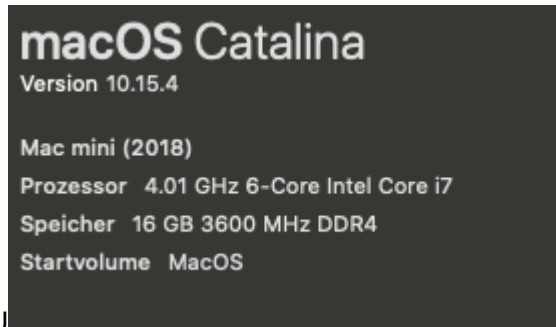 macOS Catalina
Version 10.15.4
Mac mini (2018)
Prozessor 4.01 GHz 6-Core Intel Core i7
Speicher 16 GB 3600 MHz DDR4
Startvolume MacOS